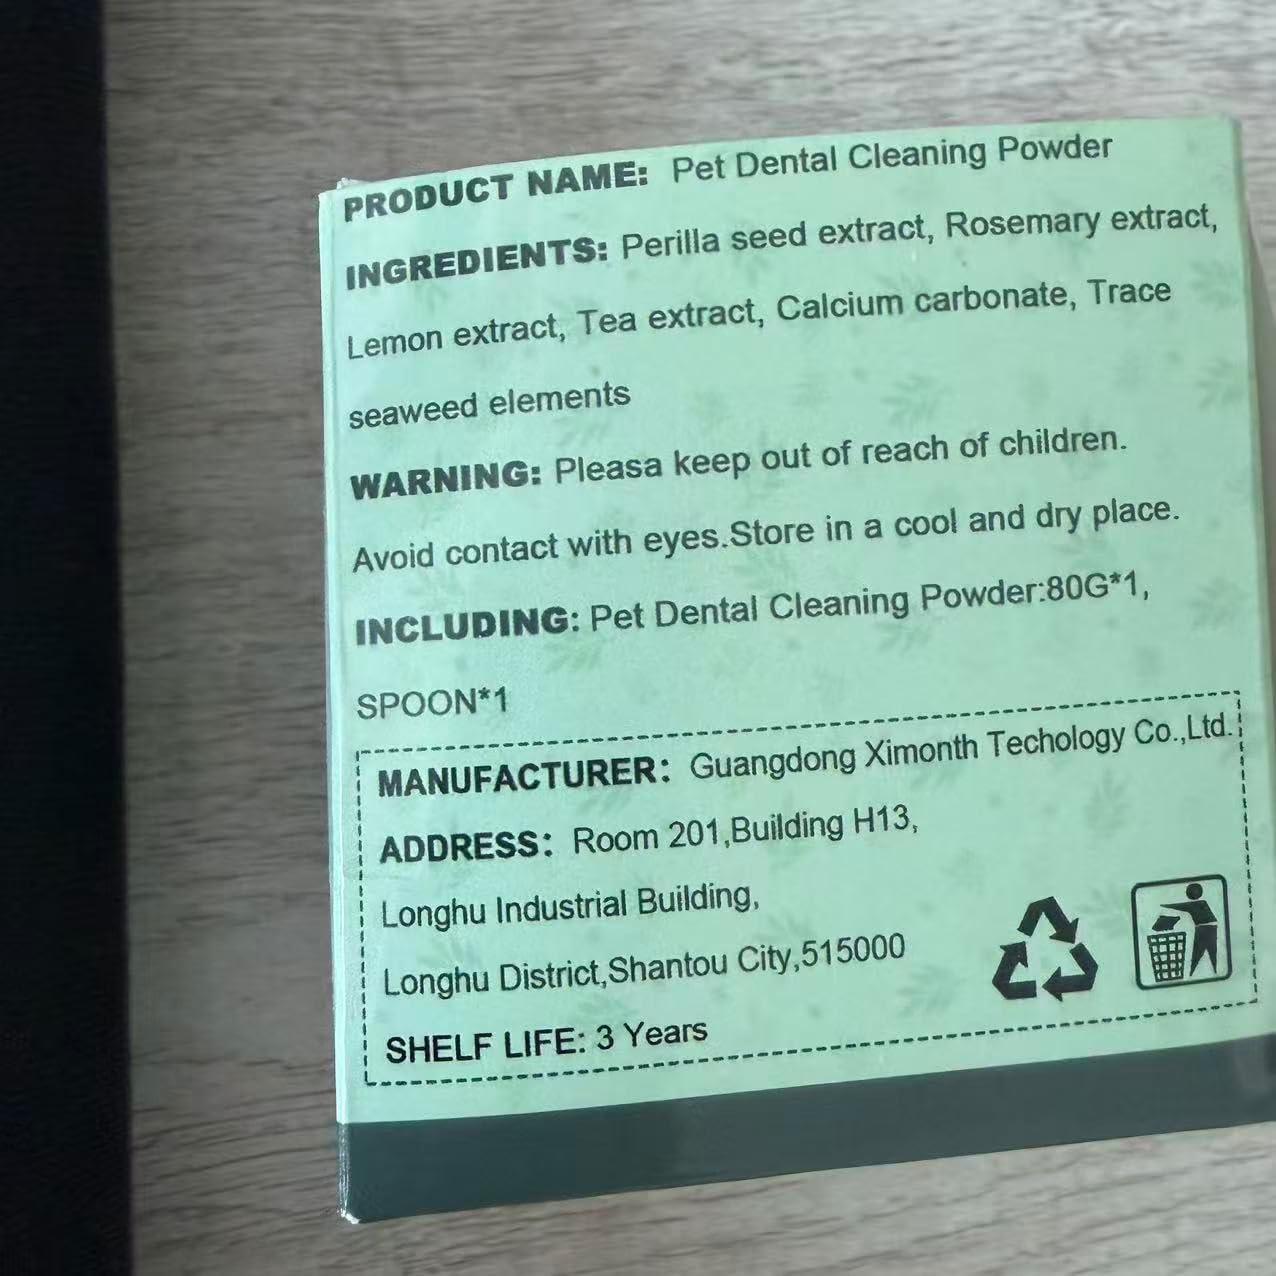 PRODUCT NAME: Pet Dental Cleaning Powder
INGREDIENTS: Perilla seed extract, Rosemary extract,
Lemon extract, Tea extract, Calcium carbonate, Trace
seaweed elements
WARNING: Pleasa keep out of reach of children.
Avoid contact with eyes.Store in a cool and dry place.
INCLUDING: Pet Dental Cleaning Powder:80G*1,
SPOON*1
MANUFACTURER: Guangdong Ximonth Techology Co.,Ltd.
ADDRESS: Room 201,Building H13,
Longhu Industrial Building,
Longhu District,Shantou City,515000
SHELF LIFE: 3 Years